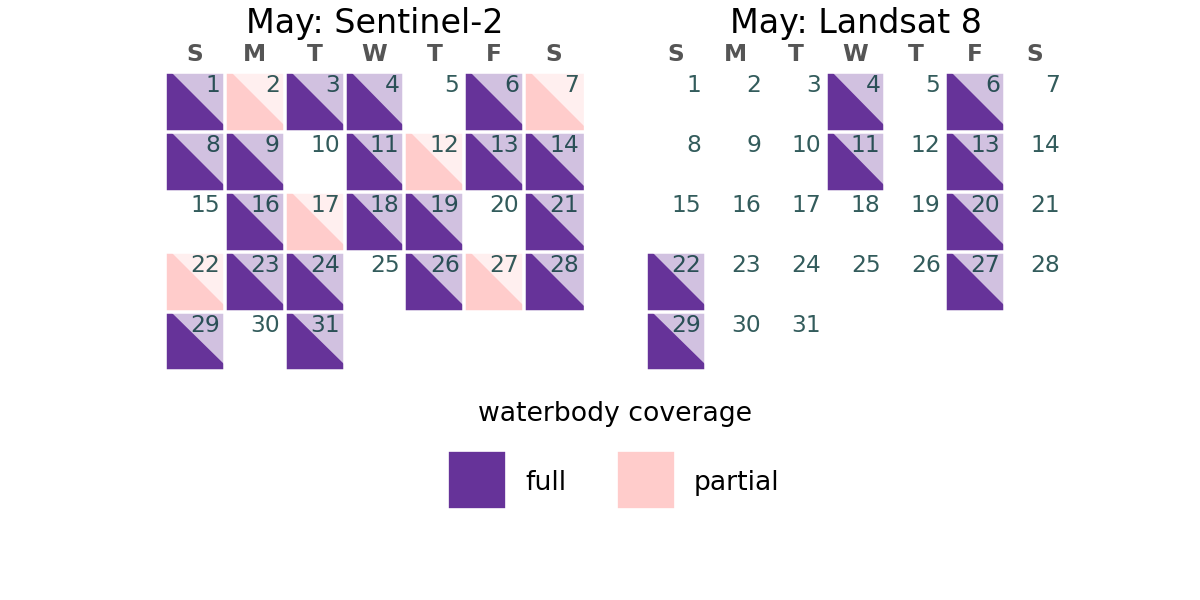 May: Sentinel-2
S M T W T F S
1 2 3 4 5 6 7
8 9 10 11 12 13 14
15 16 17 18 19 20 21
22 23 24 25 26 27 28
29 30 31
May: Landsat 8
S M T W T F S
1 2 3 4 5 6 7
8 9 10 11 12 13 14
15 16 17 18 19 20 21
22 23 24 25 26 27 28
29 30 31
waterbody coverage
full
partial